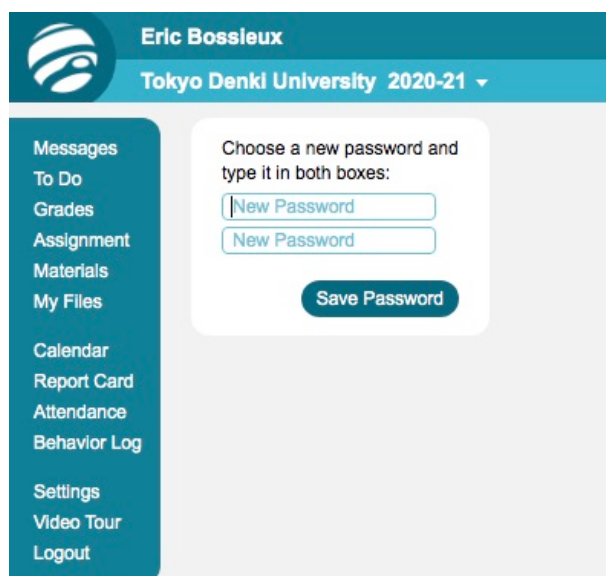 Eric Bossieux
Tokyo Denki University 2020-21
Messages
To Do
Grades
Assignment
Materials
My Files
Calendar
Report Card
Attendance
Behavior Log
Settings
Video Tour
Logout
Choose a new password and
type it in both boxes:
New Password
New Password
Save Password